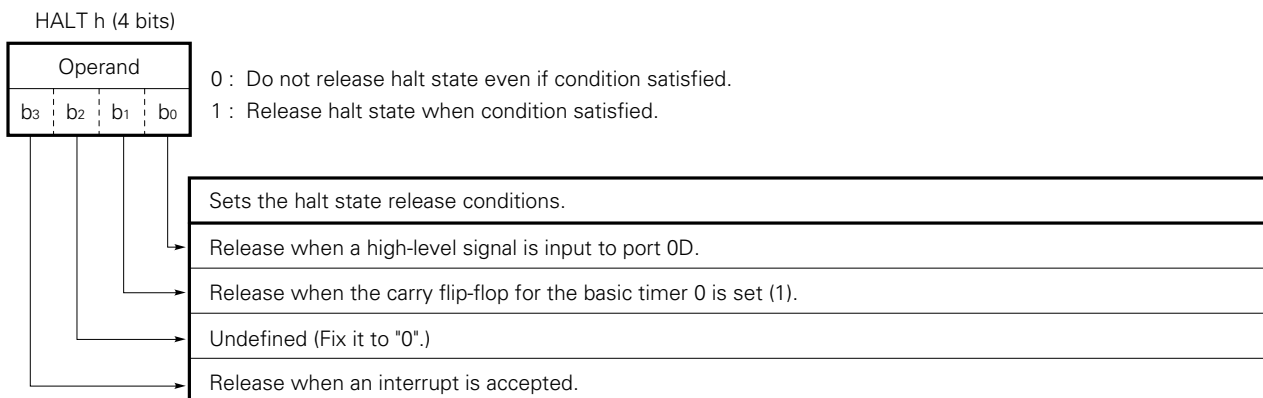 HALT h (4 bits)
Operand
b3 b2 b1 b0
0 : Do not release halt state even if condition satisfied.
1 : Release halt state when condition satisfied.
Sets the halt state release conditions.
Release when a high-level signal is input to port 0D.
Release when the carry flip-flop for the basic timer 0 is set (1).
Undefined (Fix it to "0".)
Release when an interrupt is accepted.